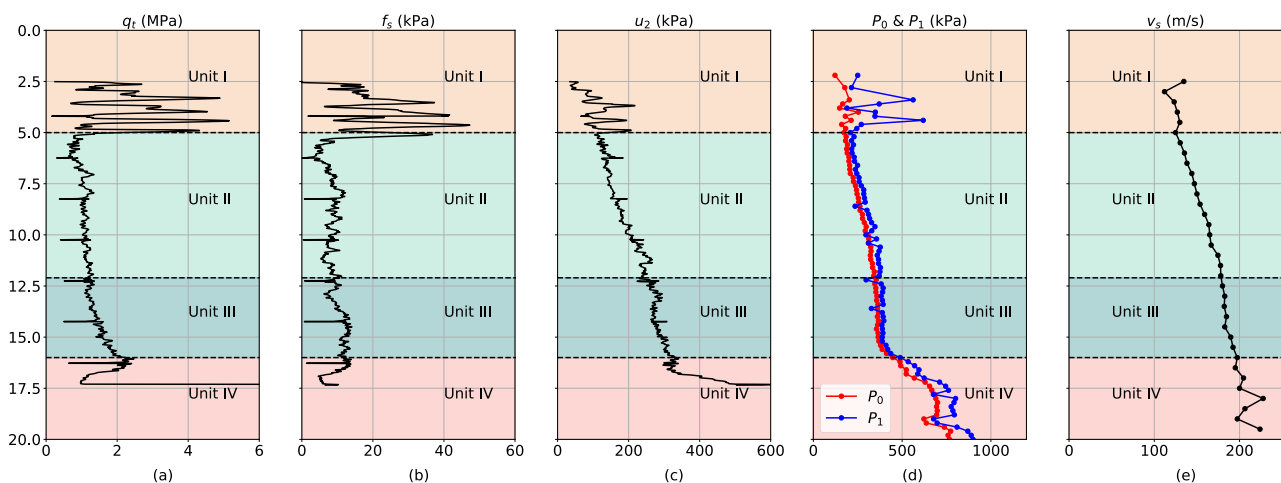 q_t (MPa)
0.0
2.5
5.0
7.5
10.0
12.5
15.0
17.5
20.0
Unit I
Unit II
Unit III
Unit IV
0 2 4 6
(a)
f_s (kPa)
Unit I
Unit II
Unit III
Unit IV
0 20 40 60
(b)
u_2 (kPa)
Unit I
Unit II
Unit III
Unit IV
0 200 400 600
(c)
P_0 & P_1 (kPa)
Unit I
Unit II
Unit III
Unit IV
P_0
P_1
0 500 1000
(d)
v_s (m/s)
Unit I
Unit II
Unit III
Unit IV
0 100 200
(e)